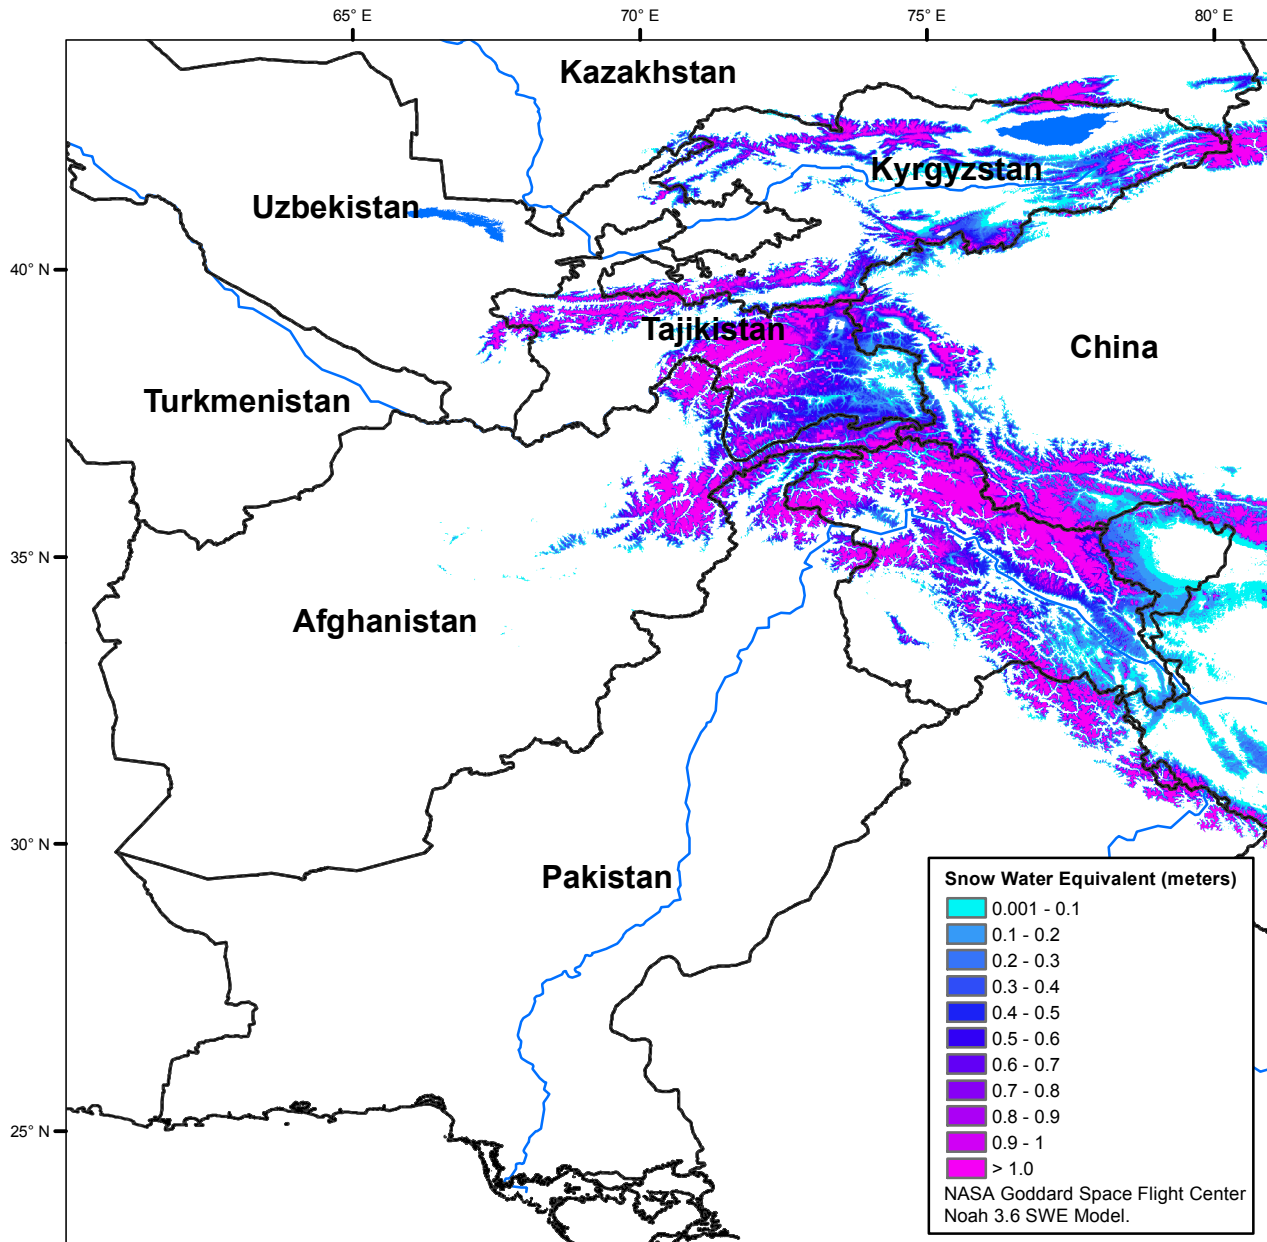 65° E
70° E
75° E
80° E
Kazakhstan
Kyrgyzstan
Uzbekistan
40° N
Tajikistan
China
Turkmenistan
35° N
Afghanistan
30° N
Pakistan
25° N
Snow Water Equivalent (meters)
0.001 - 0.1
0.1 - 0.2
0.2 - 0.3
0.3 - 0.4
0.4 - 0.5
0.5 - 0.6
0.6 - 0.7
0.7 - 0.8
0.8 - 0.9
0.9 - 1
> 1.0
NASA Goddard Space Flight Center
Noah 3.6 SWE Model.